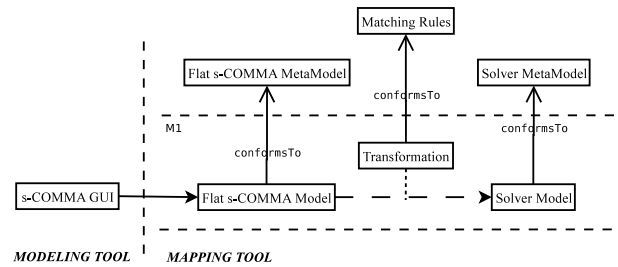 Matching Rules
Flat s-COMMA MetaModel
Solver MetaModel
conformsTo
M1
conformsTo
conformsTo
Transformation
s-COMMA GUI
Flat s-COMMA Model
Solver Model
MODELING TOOL
MAPPING TOOL